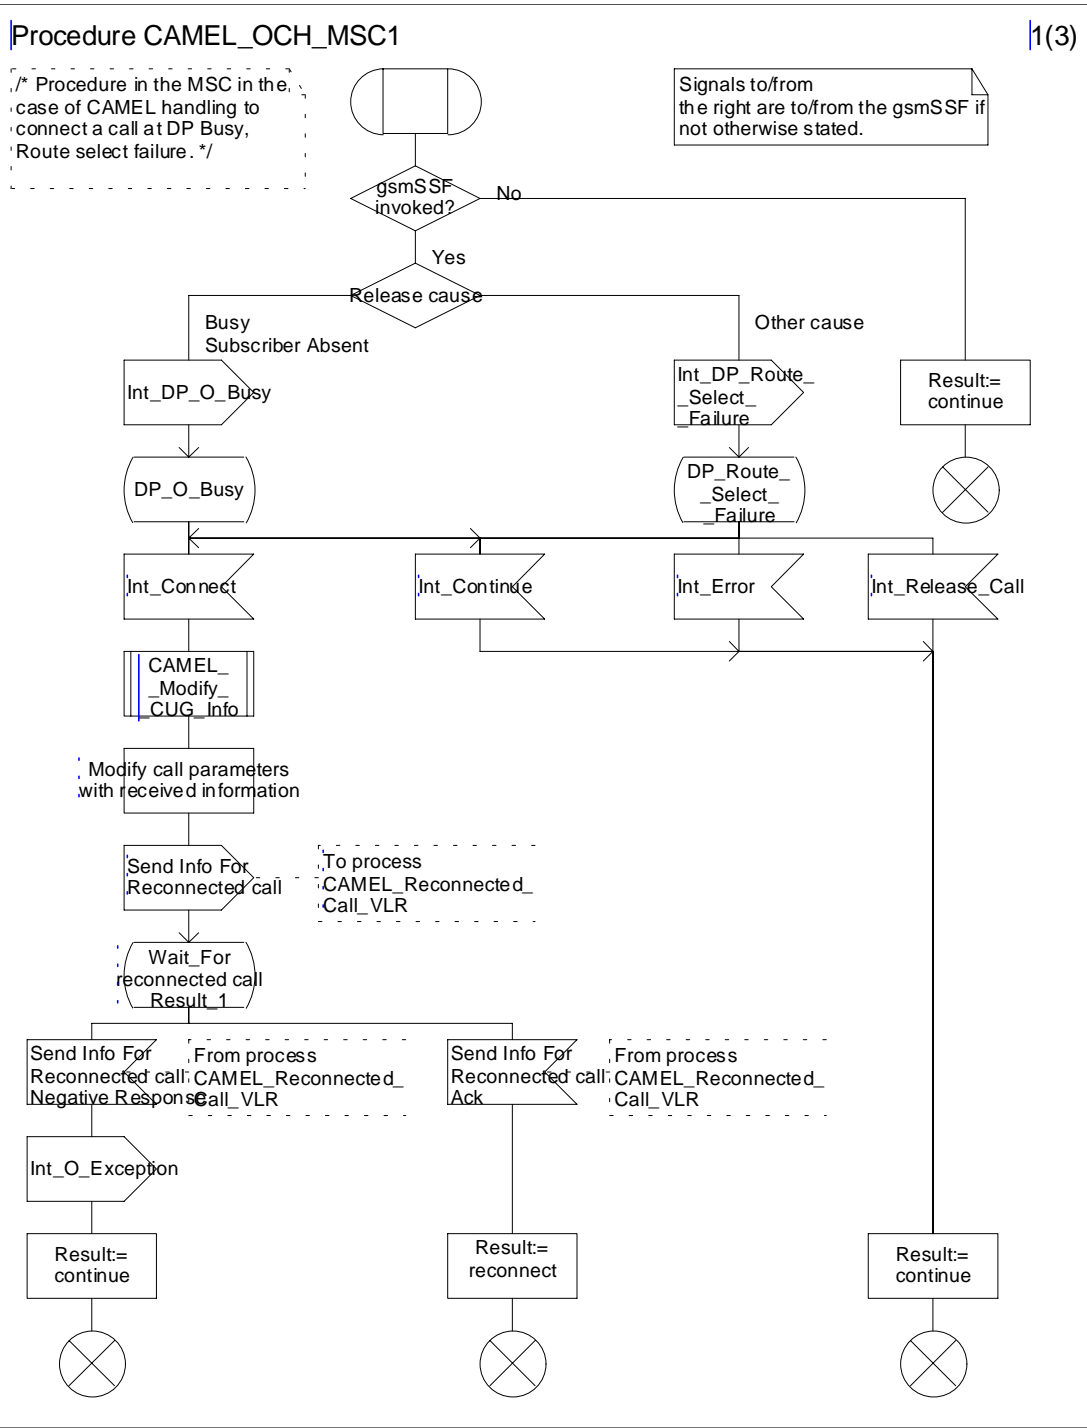 Procedure CAMEL_OCH_MSC1
1(3)
/* Procedure in the MSC in the
case of CAMEL handling to
connect a call at DP Busy,
Route select failure. */
Signals to/from
the right are to/from the gsmSSF if
not otherwise stated.
gsmSSF
invoked?
No
Yes
Release cause
Busy
Subscriber Absent
Other cause
Int_DP_O_Busy
Int_DP_Route_
_Select_
_Failure
Result:=
continue
DP_O_Busy
DP_Route_
_Select_
_Failure
Int_Connect
Int_Continue
Int_Error
Int_Release_Call
CAMEL_
_Modify_
_CUG_Info
Modify call parameters
with received information
Send Info For
Reconnected call
To process
CAMEL_Reconnected_
Call_VLR
Wait_For
reconnected call
Result_1
Send Info For
Reconnected call
Negative Response
From process
CAMEL_Reconnected_
Call_VLR
Send Info For
Reconnected call
Ack
From process
CAMEL_Reconnected_
Call_VLR
Int_O_Exception
Result:=
continue
Result:=
reconnect
Result:=
continue